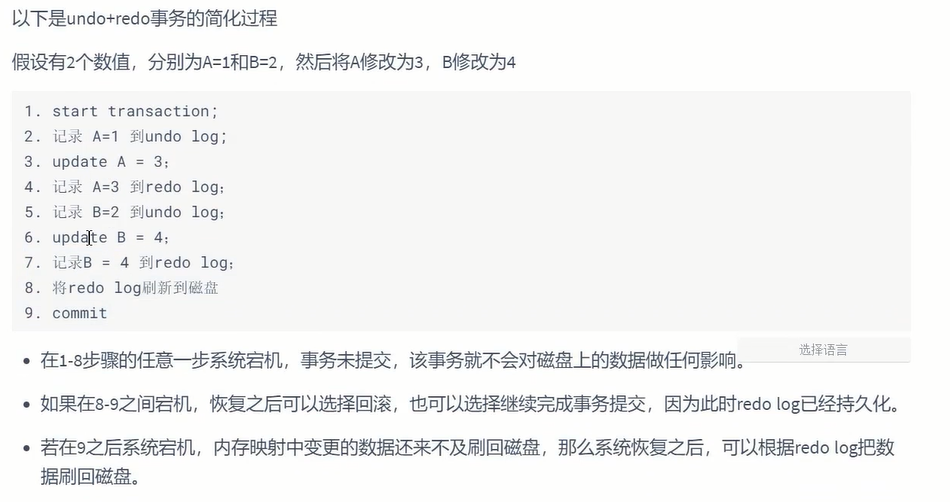 以下是undo+redo事务的简化过程
假设有2个数值，分别为A=1和B=2，然后将A修改为3，B修改为4
1. start transaction;
2. 记录 A=1 到undo log;
3. update A = 3；
4. 记录 A=3 到redo log；
5. 记录 B=2 到undo log；
6. update B = 4；
7. 记录B = 4 到redo log；
8. 将redo log刷新到磁盘
9. commit
• 在1-8步骤的任意一步系统宕机，事务未提交，该事务就不会对磁盘上的数据做任何影响。
选择语言
• 如果在8-9之间宕机，恢复之后可以选择回滚，也可以选择继续完成事务提交，因为此时redo log已经持久化。
• 若在9之后系统宕机，内存映射中变更的数据还来不及刷回磁盘，那么系统恢复之后，可以根据redo log把数
据刷回磁盘。